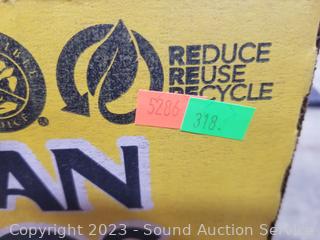 REDUCE
REUSE
RECYCLE
5286
318.
AN
Copyright 2023 - Sound Auction Service